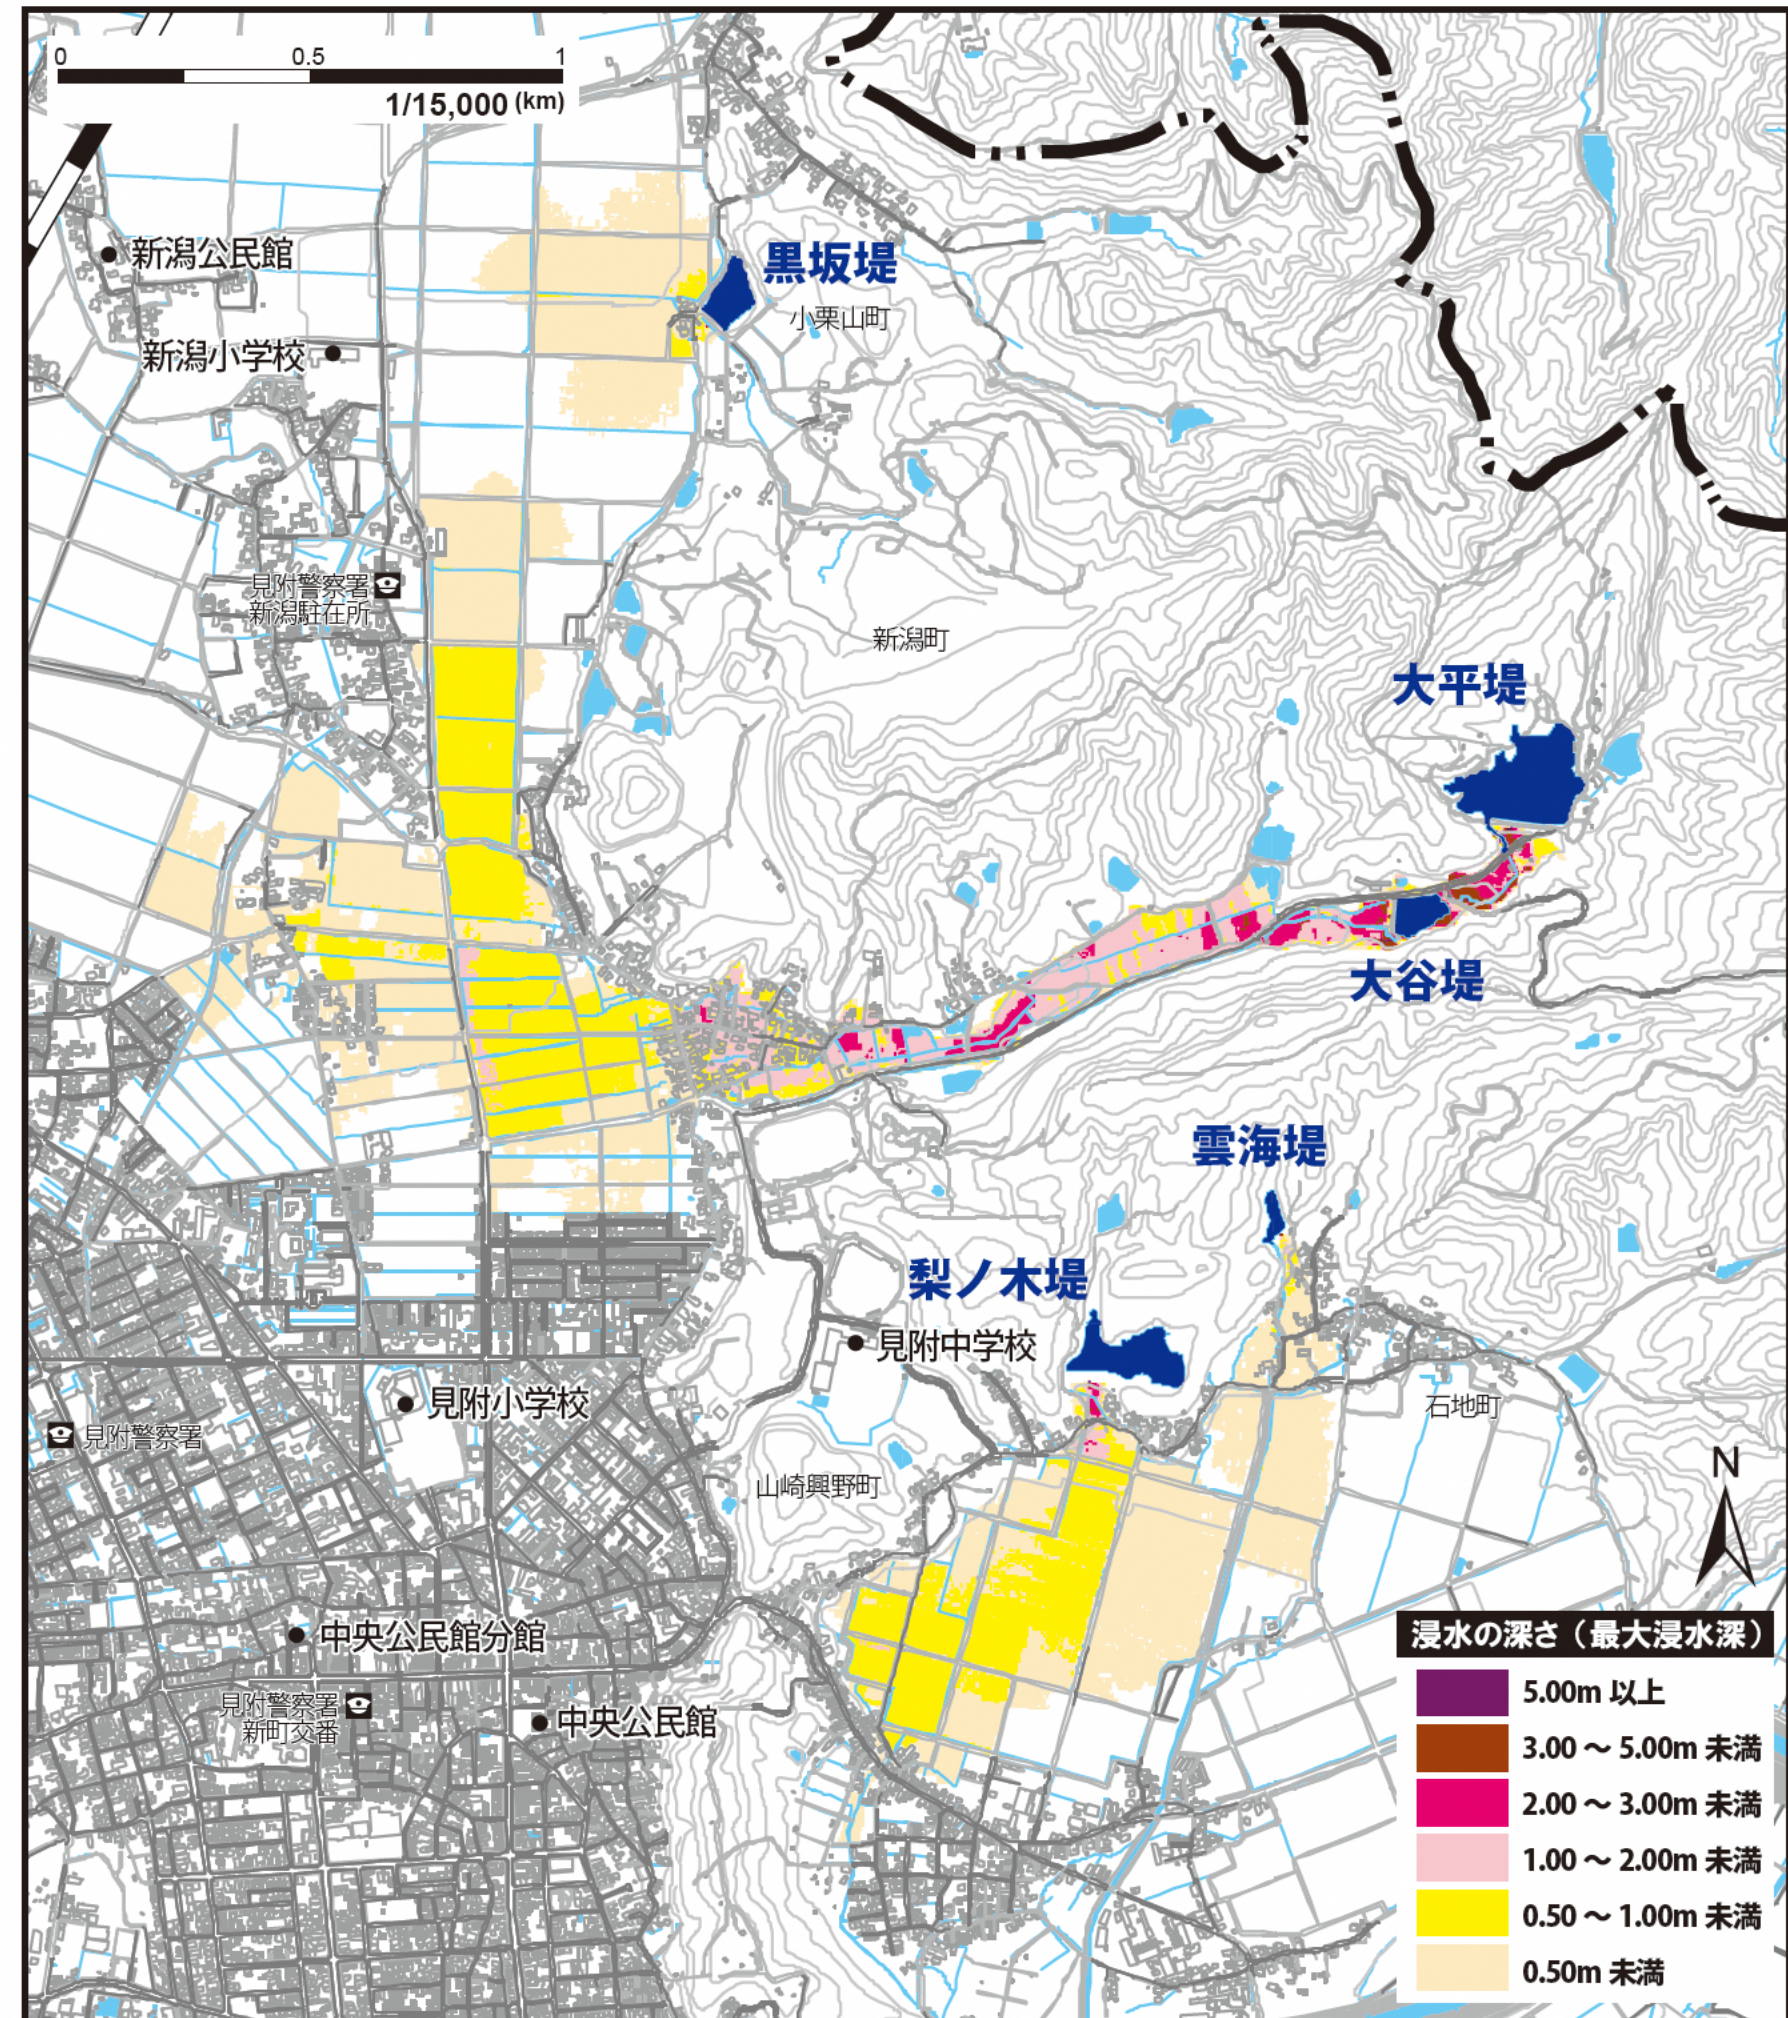 0 0.5 1
1/15,000 (km)
黒坂堤
新潟公民館
小栗山町
新潟小学校
見附警察署
新潟駐在所
新潟町
大平堤
大谷堤
雲海堤
梨ノ木堤
見附中学校
見附小学校
石地町
見附警察署
山崎興野町
N
中央公民館分館
見附警察署
新町交番
中央公民館
浸水の深さ（最大浸水深）
5.00m 以上
3.00 ～ 5.00m 未満
2.00 ～ 3.00m 未満
1.00 ～ 2.00m 未満
0.50 ～ 1.00m 未満
0.50m 未満